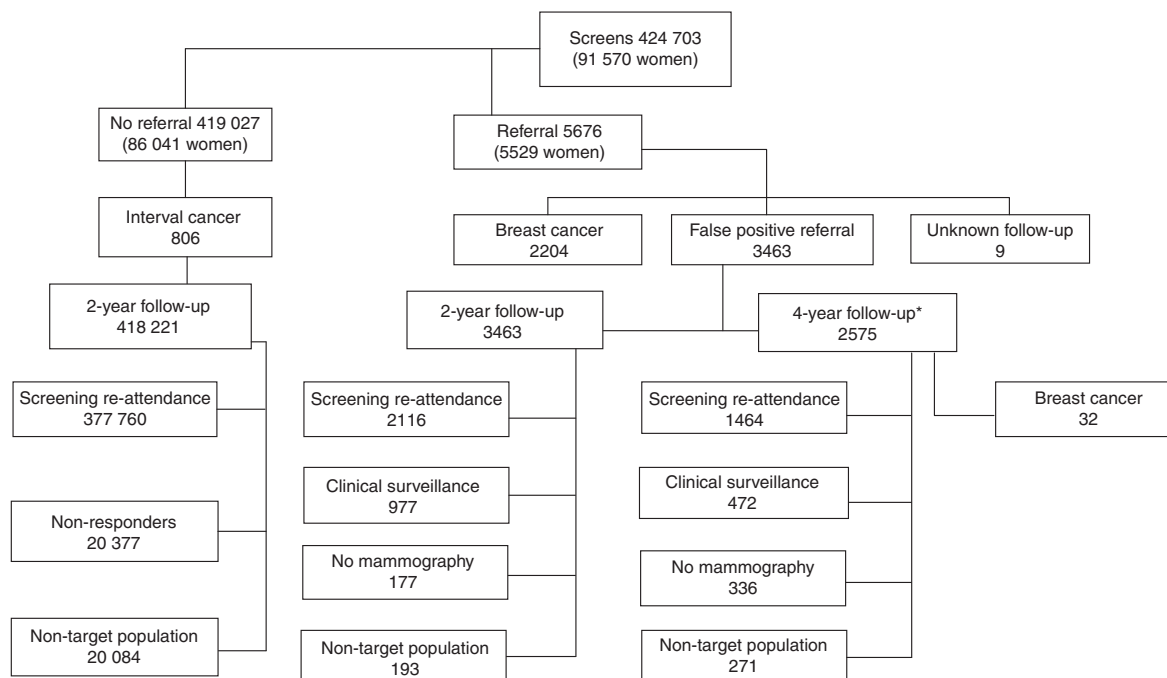 Screens 424 703
(91 570 women)
No referral 419 027
(86 041 women)
Referral 5676
(5529 women)
Interval cancer
806
Breast cancer
2204
False positive referral
3463
Unknown follow-up
9
2-year follow-up
418 221
2-year follow-up
3463
4-year follow-up*
2575
Screening re-attendance
377 760
Screening re-attendance
2116
Screening re-attendance
1464
Breast cancer
32
Non-responders
20 377
Clinical surveillance
977
Clinical surveillance
472
No mammography
177
No mammography
336
Non-target population
20 084
Non-target population
193
Non-target population
271